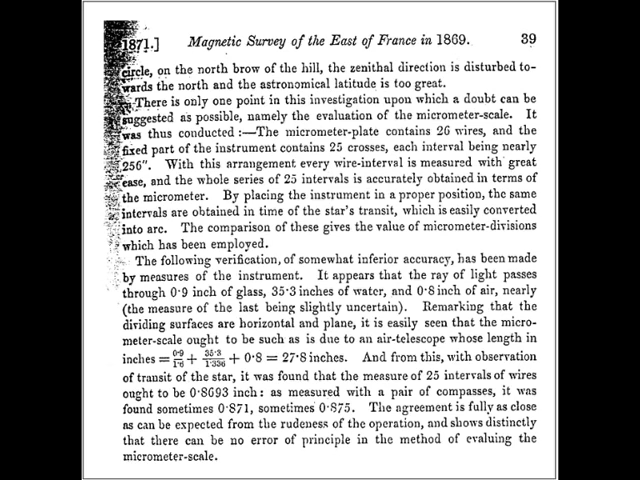 1871.] Magnetic Survey of the East of France in 1869. 39
circle, on the north brow of the hill, the zenithal direction is disturbed to-
wards the north and the astronomical latitude is too great.
There is only one point in this investigation upon which a doubt can be
suggested as possible, namely the evaluation of the micrometer-scale. It
was thus conducted :—The micrometer-plate contains 26 wires, and the
fixed part of the instrument contains 25 crosses, each interval being nearly
256″. With this arrangement every wire-interval is measured with great
ease, and the whole series of 25 intervals is accurately obtained in terms of
the micrometer. By placing the instrument in a proper position, the same
intervals are obtained in time of the star's transit, which is easily converted
into arc. The comparison of these gives the value of micrometer-divisions
which has been employed.
The following verification, of somewhat inferior accuracy, has been made
by measures of the instrument. It appears that the ray of light passes
through 0·9 inch of glass, 35·3 inches of water, and 0·8 inch of air, nearly
(the measure of the last being slightly uncertain). Remarking that the
dividing surfaces are horizontal and plane, it is easily seen that the micro-
meter-scale ought to be such as is due to an air-telescope whose length in
inches = 0·9/1·6 + 35·3/1·336 + 0·8 = 27·8 inches. And from this, with observation
of transit of the star, it was found that the measure of 25 intervals of wires
ought to be 0·8693 inch : as measured with a pair of compasses, it was
found sometimes 0·871, sometimes 0·875. The agreement is fully as close
as can be expected from the rudeness of the operation, and shows distinctly
that there can be no error of principle in the method of evaluing the
micrometer-scale.